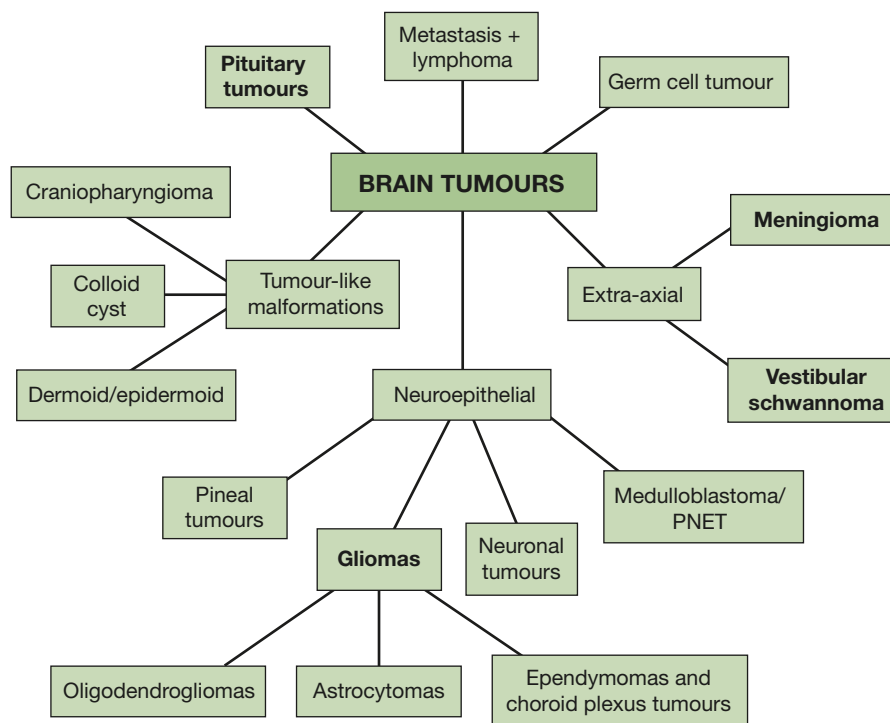 Metastasis +
lymphoma
Pituitary
tumours
Germ cell tumour
BRAIN TUMOURS
Craniopharyngioma
Meningioma
Colloid
cyst
Tumour-like
malformations
Extra-axial
Dermoid/epidermoid
Neuroepithelial
Vestibular
schwannoma
Pineal
tumours
Medulloblastoma/
PNET
Gliomas
Neuronal
tumours
Oligodendrogliomas
Astrocytomas
Ependymomas and
choroid plexus tumours